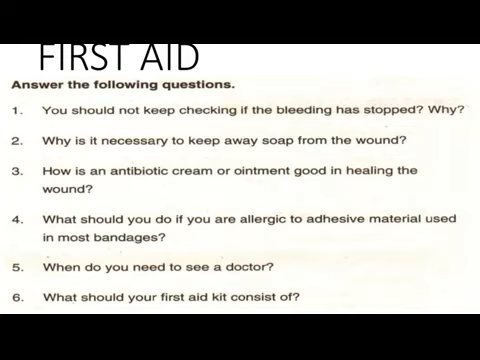 FIRST AID
Answer the following questions.
1. You should not keep checking if the bleeding has stopped? Why?
2. Why is it necessary to keep away soap from the wound?
3. How is an antibiotic cream or ointment good in healing the
wound?
4. What should you do if you are allergic to adhesive material used
in most bandages?
5. When do you need to see a doctor?
6. What should your first aid kit consist of?